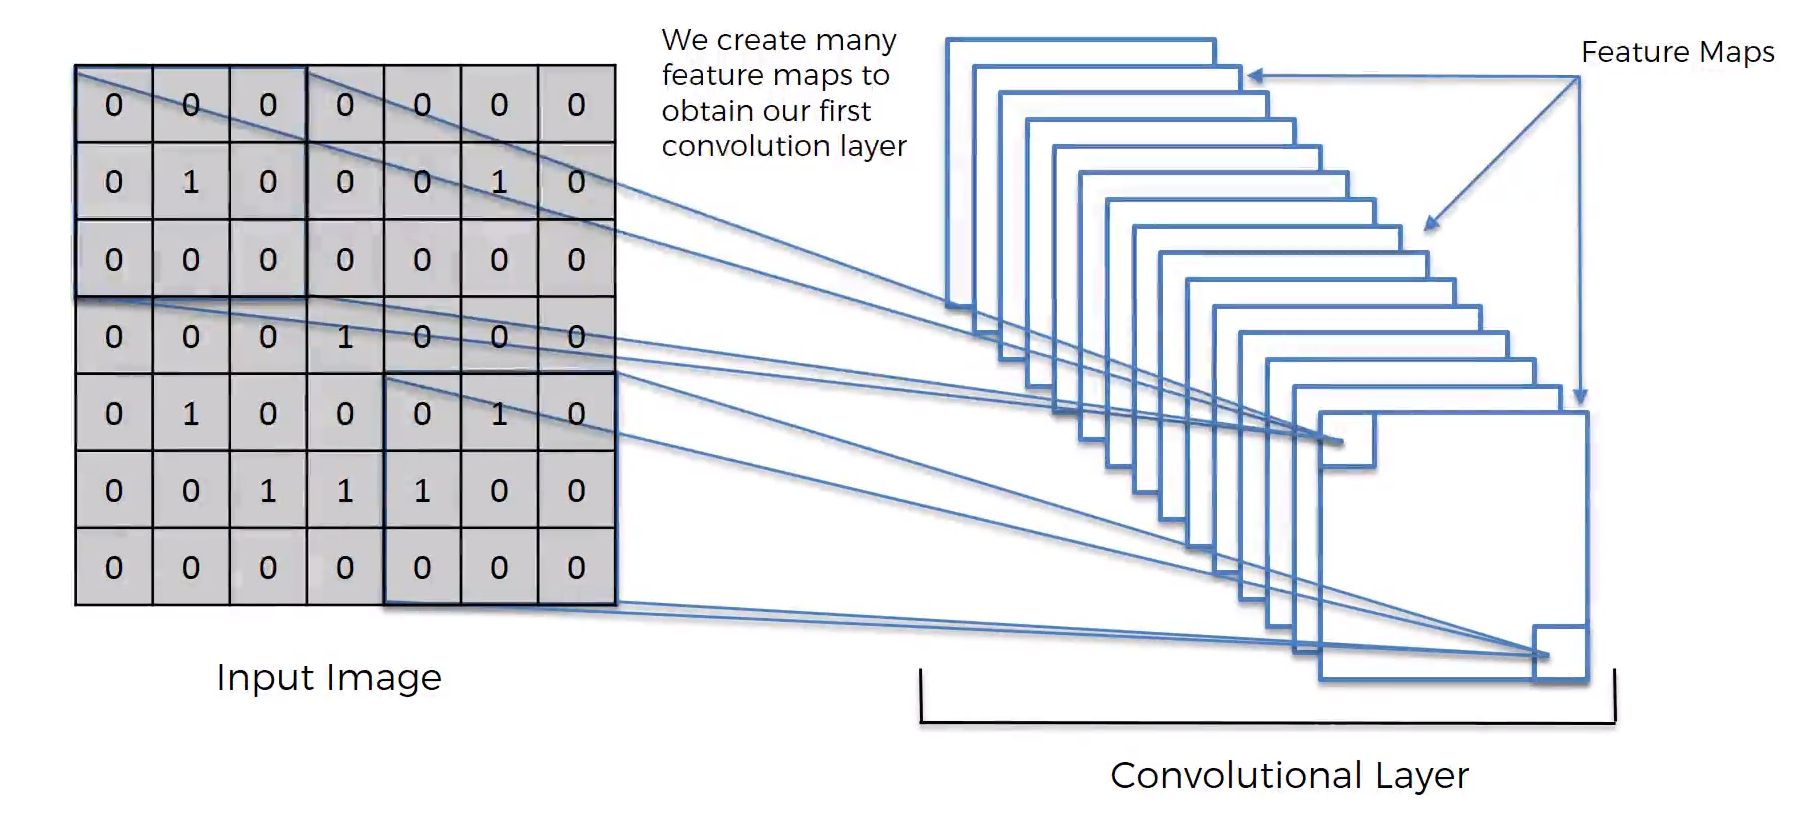 We create many
feature maps to
obtain our first
convolution layer
Feature Maps
0 0 0 0 0 0 0
0 1 0 0 0 1 0
0 0 0 0 0 0 0
0 0 0 1 0 0 0
0 1 0 0 0 1 0
0 0 1 1 1 0 0
0 0 0 0 0 0 0
Input Image
Convolutional Layer